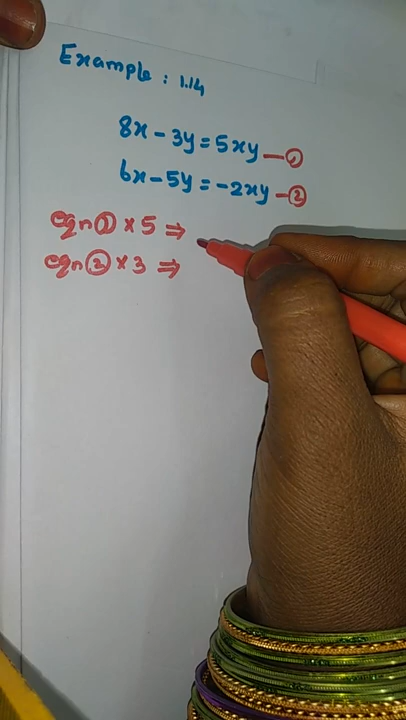 Example : 1.14
8x - 3y = 5xy — ①
6x - 5y = -2xy - ②
eqn ① × 5 ⇒
eqn ② × 3 ⇒